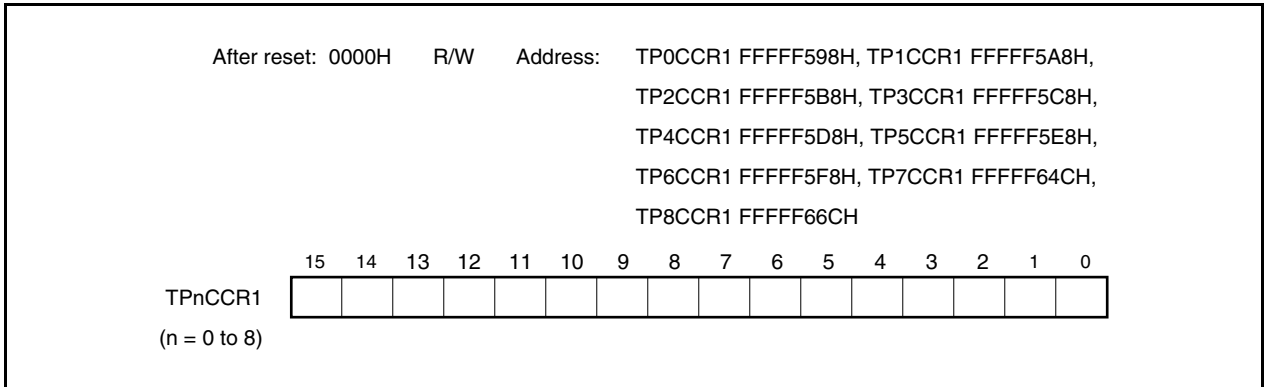 After reset: 0000H R/W Address: TP0CCR1 FFFFF598H, TP1CCR1 FFFFF5A8H,
TP2CCR1 FFFFF5B8H, TP3CCR1 FFFFF5C8H,
TP4CCR1 FFFFF5D8H, TP5CCR1 FFFFF5E8H,
TP6CCR1 FFFFF5F8H, TP7CCR1 FFFFF64CH,
TP8CCR1 FFFFF66CH
15 14 13 12 11 10 9 8 7 6 5 4 3 2 1 0
TPnCCR1
(n = 0 to 8)